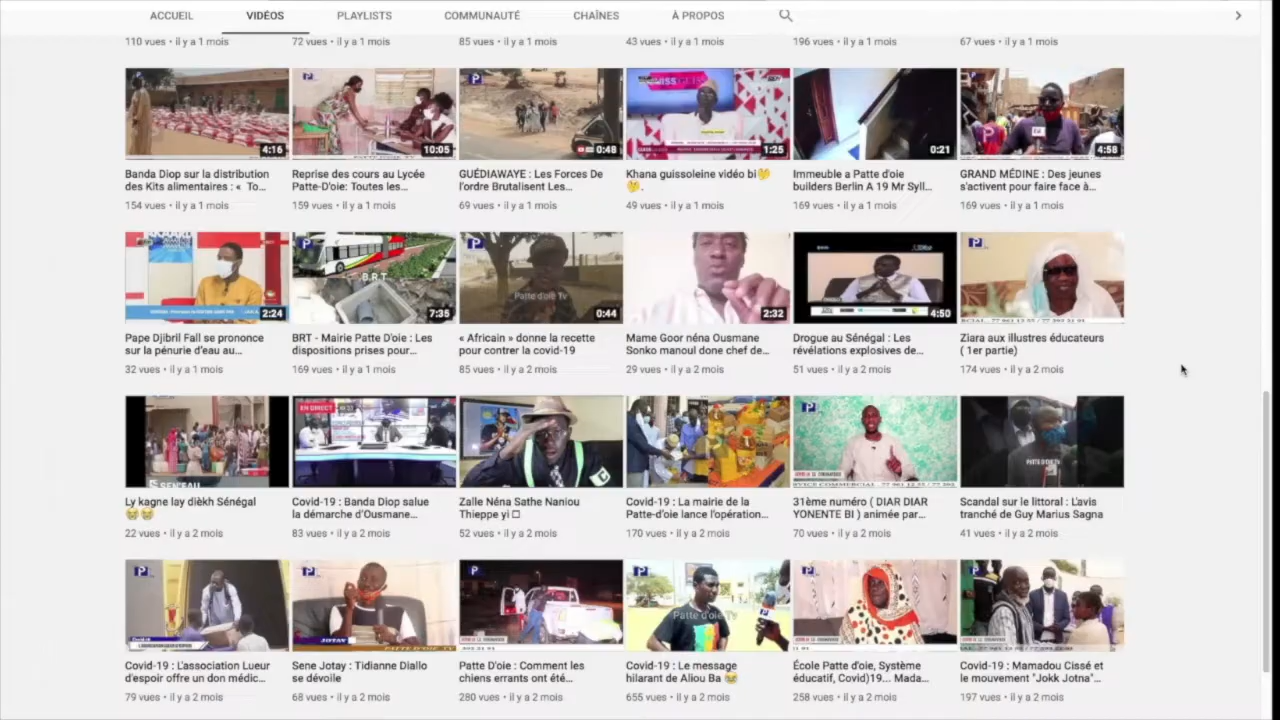 ACCUEIL VIDÉOS PLAYLISTS COMMUNAUTÉ CHAÎNES À PROPOS
110 vues • il y a 1 mois 72 vues • il y a 1 mois 85 vues • il y a 1 mois 43 vues • il y a 1 mois 196 vues • il y a 1 mois 67 vues • il y a 1 mois
4:16 10:05 0:48 1:25 0:21 4:58
Banda Diop sur la distribution Reprise des cours au Lycée GUÉDIAWAYE : Les Forces De Khana guissoleine vidéo bi🤔 Immeuble a Patte d'oie GRAND MÉDINE : Des jeunes
des Kits alimentaires : « To... Patte-D'oie: Toutes les... l'ordre Brutalisent Les... 🤔. builders Berlin A 19 Mr Syll... s'activent pour faire face à...
154 vues • il y a 1 mois 159 vues • il y a 1 mois 69 vues • il y a 1 mois 49 vues • il y a 1 mois 169 vues • il y a 1 mois 169 vues • il y a 1 mois
B.R.T
Patte d'oie Tv
2:24 7:35 0:44 2:32 4:50
Pape Djibril Fall se prononce BRT - Mairie Patte D'oie : Les « Africain » donne la recette Mame Goor néna Ousmane Drogue au Sénégal : Les Ziara aux illustres éducateurs
sur la pénurie d'eau au... dispositions prises pour... pour contrer la covid-19 Sonko manoul done chef de... révélations explosives de... ( 1er partie)
32 vues • il y a 1 mois 169 vues • il y a 1 mois 85 vues • il y a 2 mois 29 vues • il y a 2 mois 51 vues • il y a 2 mois 174 vues • il y a 2 mois
EN DIRECT
PATTE D'OIE TV
SEN'EAU
Ly kagne lay dièkh Sénégal Covid-19 : Banda Diop salue Zalle Néna Sathe Naniou Covid-19 : La mairie de la 31ème numéro ( DIAR DIAR Scandal sur le littoral : L'avis
😭😭 la démarche d'Ousmane... Thieppe yi □ Patte-d'oie lance l'opération... YONENTE BI ) animée par... tranché de Guy Marius Sagna
22 vues • il y a 2 mois 83 vues • il y a 2 mois 52 vues • il y a 2 mois 170 vues • il y a 2 mois 70 vues • il y a 2 mois 41 vues • il y a 2 mois
Patte d'oie Tv
JOTAY
PATTE D'OIE TV
Covid-19 : L'association Lueur Sene Jotay : Tidianne Diallo Patte D'oie : Comment les Covid-19 : Le message École Patte d'oie, Système Covid-19 : Mamadou Cissé et
d'espoir offre un don médic... se dévoile chiens errants ont été... hilarant de Aliou Ba 😭 éducatif, Covid)19... Mada... le mouvement "Jokk Jotna"...
79 vues • il y a 2 mois 68 vues • il y a 2 mois 280 vues • il y a 2 mois 655 vues • il y a 2 mois 258 vues • il y a 2 mois 197 vues • il y a 2 mois